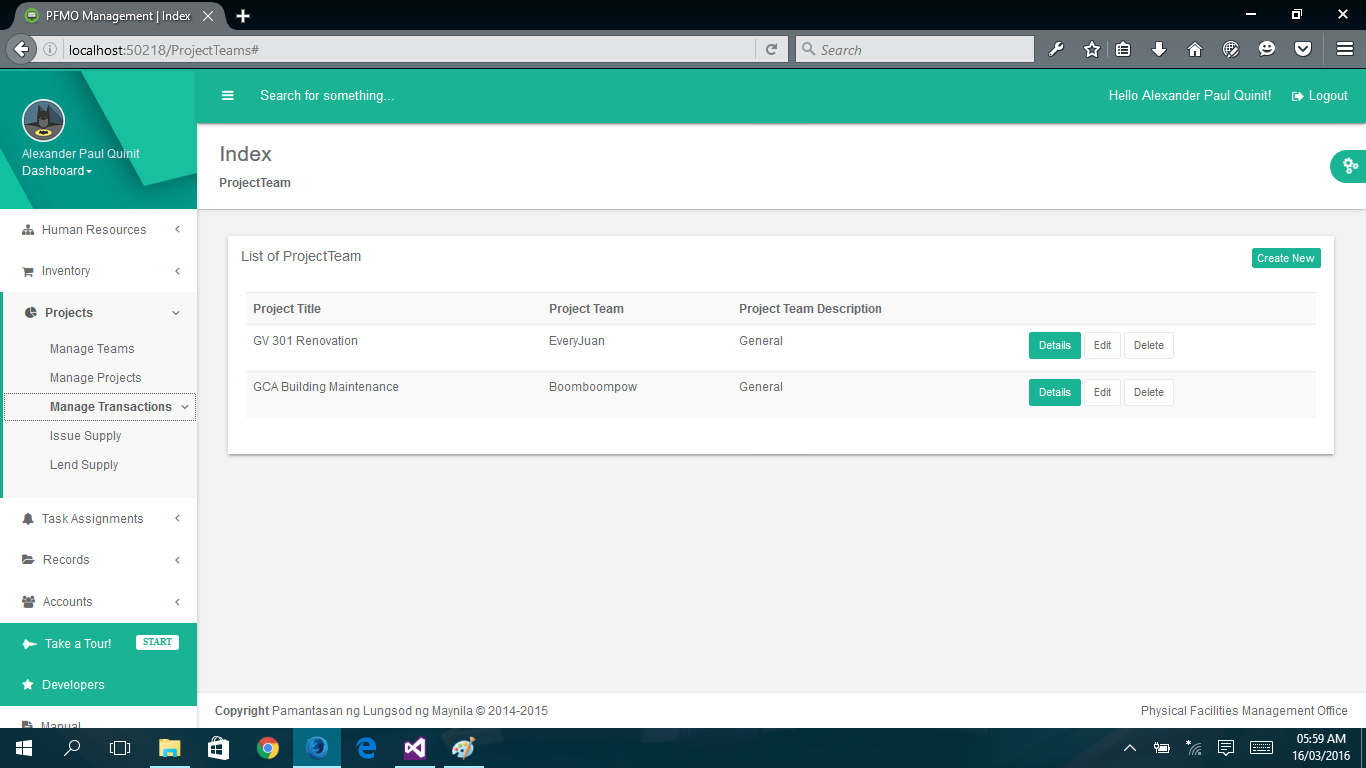 PFMO Management | Index
localhost:50218/ProjectTeams#
Search
Search for something...
Hello Alexander Paul Quinit!
Logout
Alexander Paul Quinit
Dashboard
Human Resources
Inventory
Projects
Manage Teams
Manage Projects
Manage Transactions
Issue Supply
Lend Supply
Task Assignments
Records
Accounts
Take a Tour! START
Developers
Manual
Index
ProjectTeam
List of ProjectTeam
Create New
Project Title Project Team Project Team Description
GV 301 Renovation EveryJuan General Details Edit Delete
GCA Building Maintenance Boomboompow General Details Edit Delete
Copyright Pamantasan ng Lungsod ng Maynila © 2014-2015
Physical Facilities Management Office
05:59 AM
16/03/2016